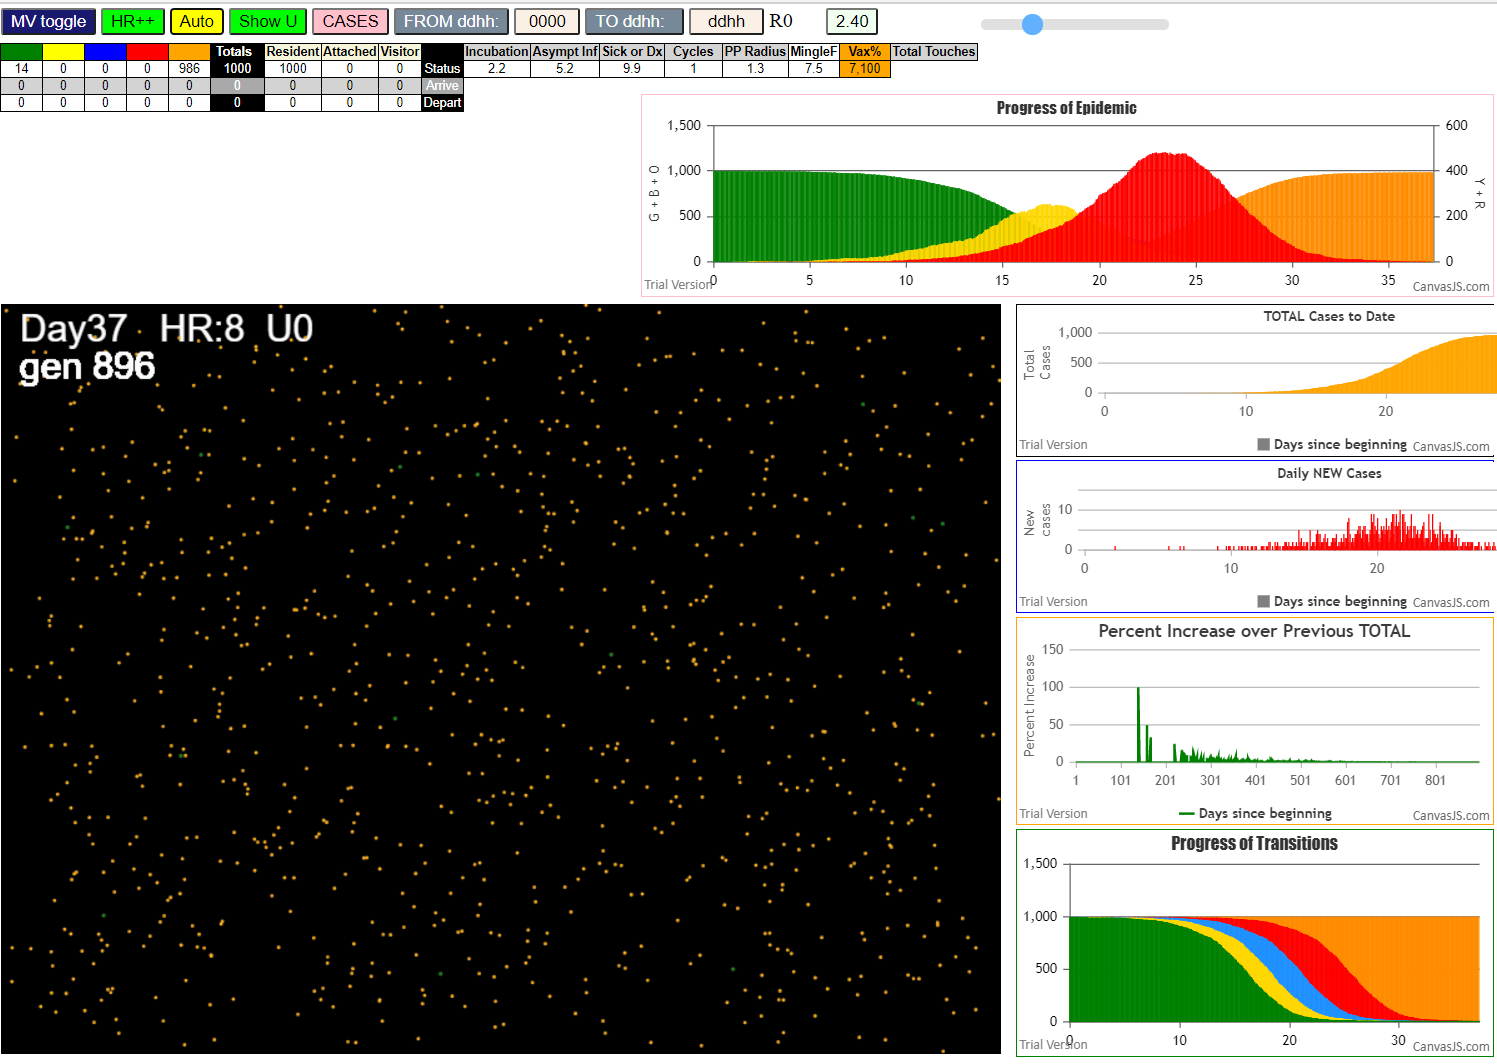 MV toggle HR++ Auto Show U CASES FROM ddhh: 0000 TO ddhh: ddhh R0 2.40
Totals Resident Attached Visitor Incubation Asympt Inf Sick or Dx Cycles PP Radius MingleF Vax% Total Touches
14 0 0 0 986 1000 1000 0 0 Status 2.2 5.2 9.9 1 1.3 7.5 7,100
0 0 0 0 0 0 0 0 0 Arrive
0 0 0 0 0 0 0 0 0 Depart
Progress of Epidemic
1,500 600
1,000 400
500 200
0 0
G + B + O
Y + R
0 5 10 15 20 25 30 35
Trial Version CanvasJS.com
Day37 HR:8 U0
gen 896
TOTAL Cases to Date
1,000
500
0
Total
Cases
0 10 20
Days since beginning
Trial Version CanvasJS.com
Daily NEW Cases
10
0
New
cases
0 10 20
Days since beginning
Trial Version CanvasJS.com
Percent Increase over Previous TOTAL
150
100
50
0
Percent Increase
1 101 201 301 401 501 601 701 801
Days since beginning
Trial Version CanvasJS.com
Progress of Transitions
1,500
1,000
500
0
0 10 20 30
Trial Version CanvasJS.com